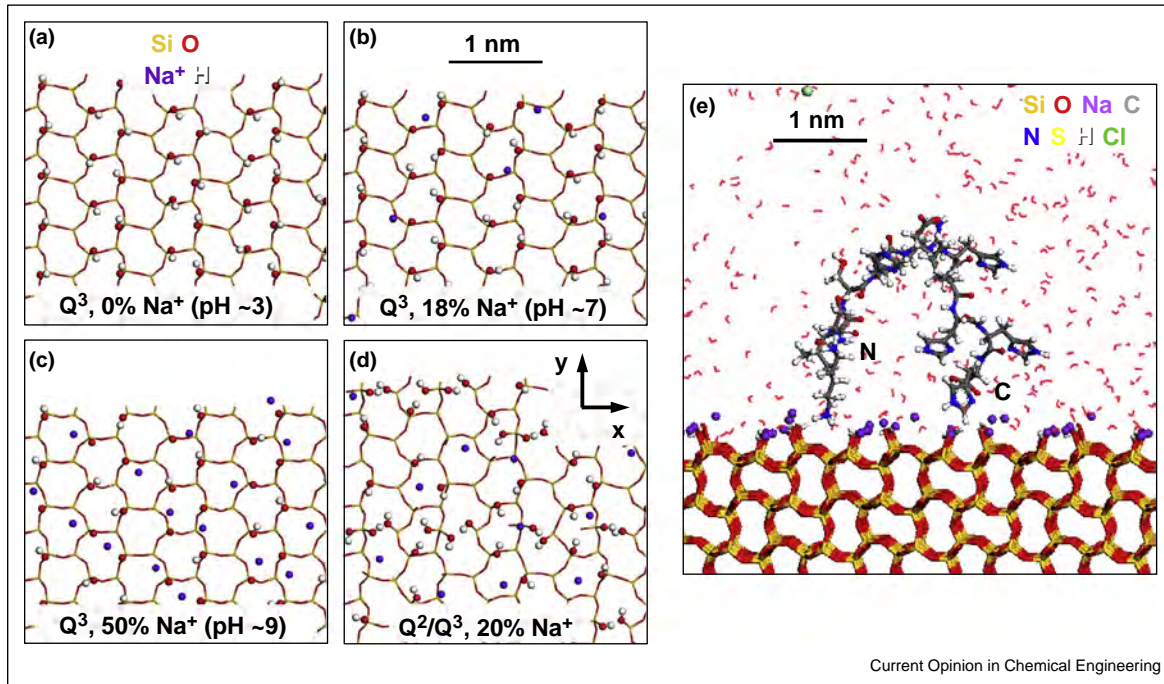 (a)
Si O
Na⁺ H
Q³, 0% Na⁺ (pH ~3)
(b)
1 nm
Q³, 18% Na⁺ (pH ~7)
(c)
Q³, 50% Na⁺ (pH ~9)
(d)
y
x
Q²/Q³, 20% Na⁺
(e)
Si O Na C
N S H Cl
1 nm
N
C
Current Opinion in Chemical Engineering